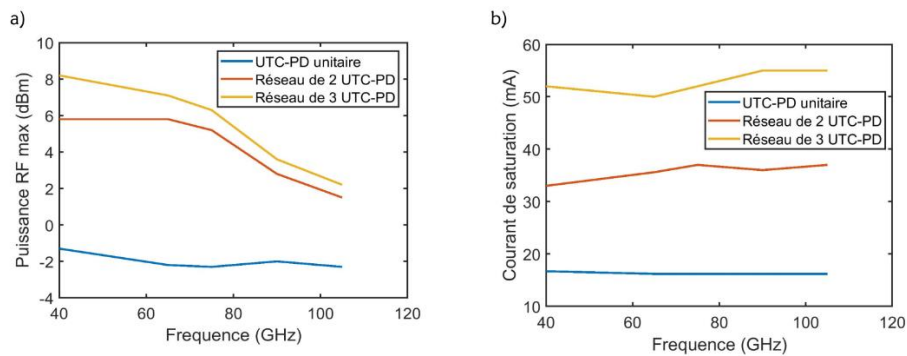 a)
10
8
6
4
2
0
-2
-4
Puissance RF max (dBm)
UTC-PD unitaire
Réseau de 2 UTC-PD
Réseau de 3 UTC-PD
40 60 80 100 120
Frequence (GHz)
b)
60
50
40
30
20
10
Courant de saturation (mA)
UTC-PD unitaire
Réseau de 2 UTC-PD
Réseau de 3 UTC-PD
40 60 80 100 120
Frequence (GHz)